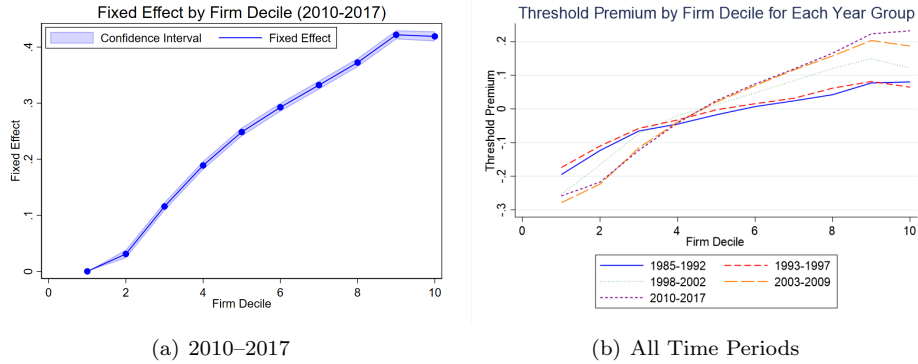 Fixed Effect by Firm Decile (2010-2017)
Confidence Interval
Fixed Effect
.4
.3
.2
.1
0
Fixed Effect
0
2
4
6
8
10
Firm Decile
(a) 2010–2017
Threshold Premium by Firm Decile for Each Year Group
.2
.1
0
-.1
-.2
-.3
Threshold Premium
0
2
4
6
8
10
Firm Decile
1985-1992
1993-1997
1998-2002
2003-2009
2010-2017
(b) All Time Periods